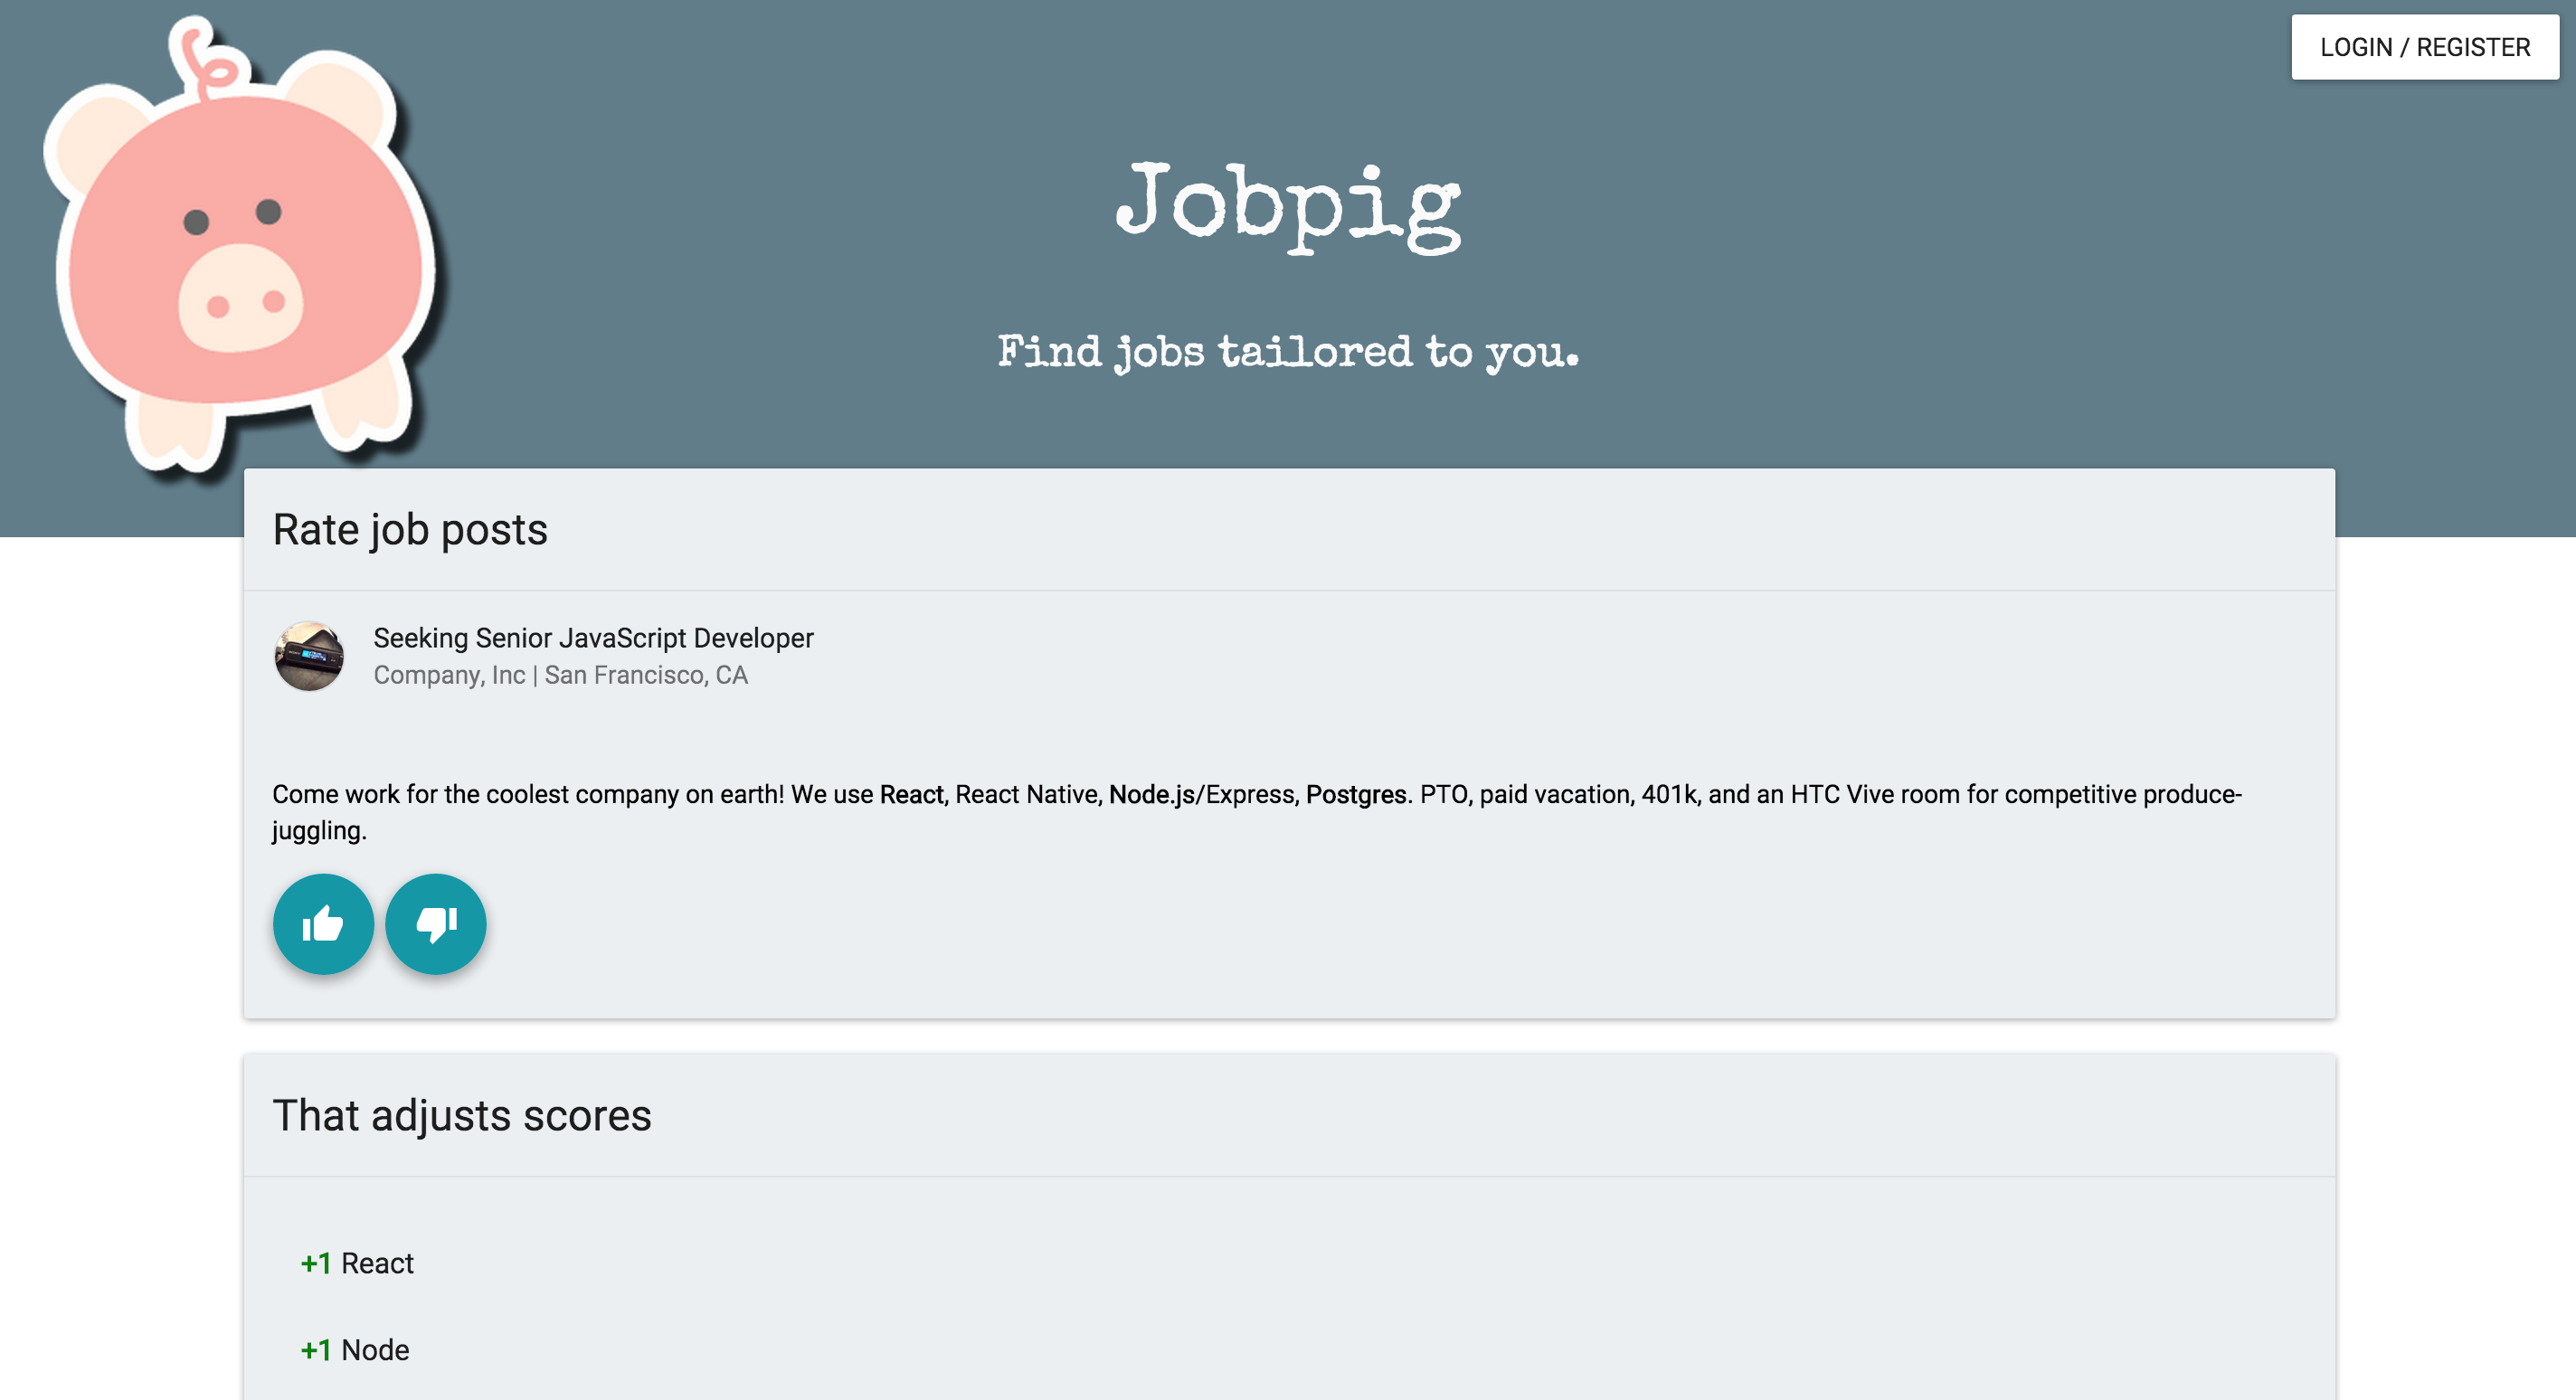 LOGIN / REGISTER
Jobpig
Find jobs tailored to you.
Rate job posts
Seeking Senior JavaScript Developer
Company, Inc | San Francisco, CA
Come work for the coolest company on earth! We use React, React Native, Node.js/Express, Postgres. PTO, paid vacation, 401k, and an HTC Vive room for competitive produce-
juggling.
That adjusts scores
+1 React
+1 Node